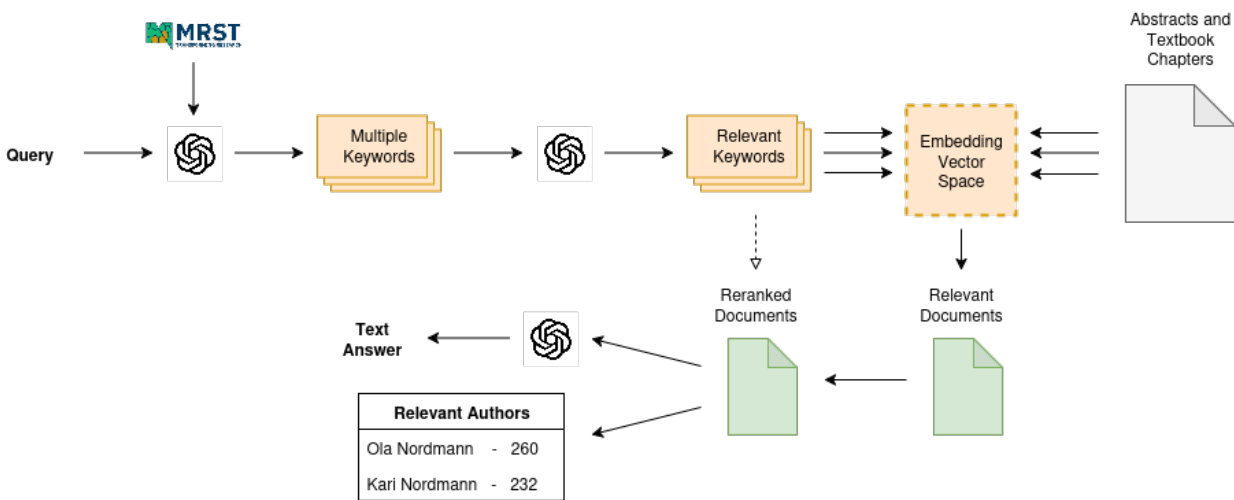 MRST
Abstracts and
Textbook
Chapters
Query
Multiple
Keywords
Relevant
Keywords
Embedding
Vector
Space
Reranked
Documents
Relevant
Documents
Text
Answer
Relevant Authors
Ola Nordmann - 260
Kari Nordmann - 232